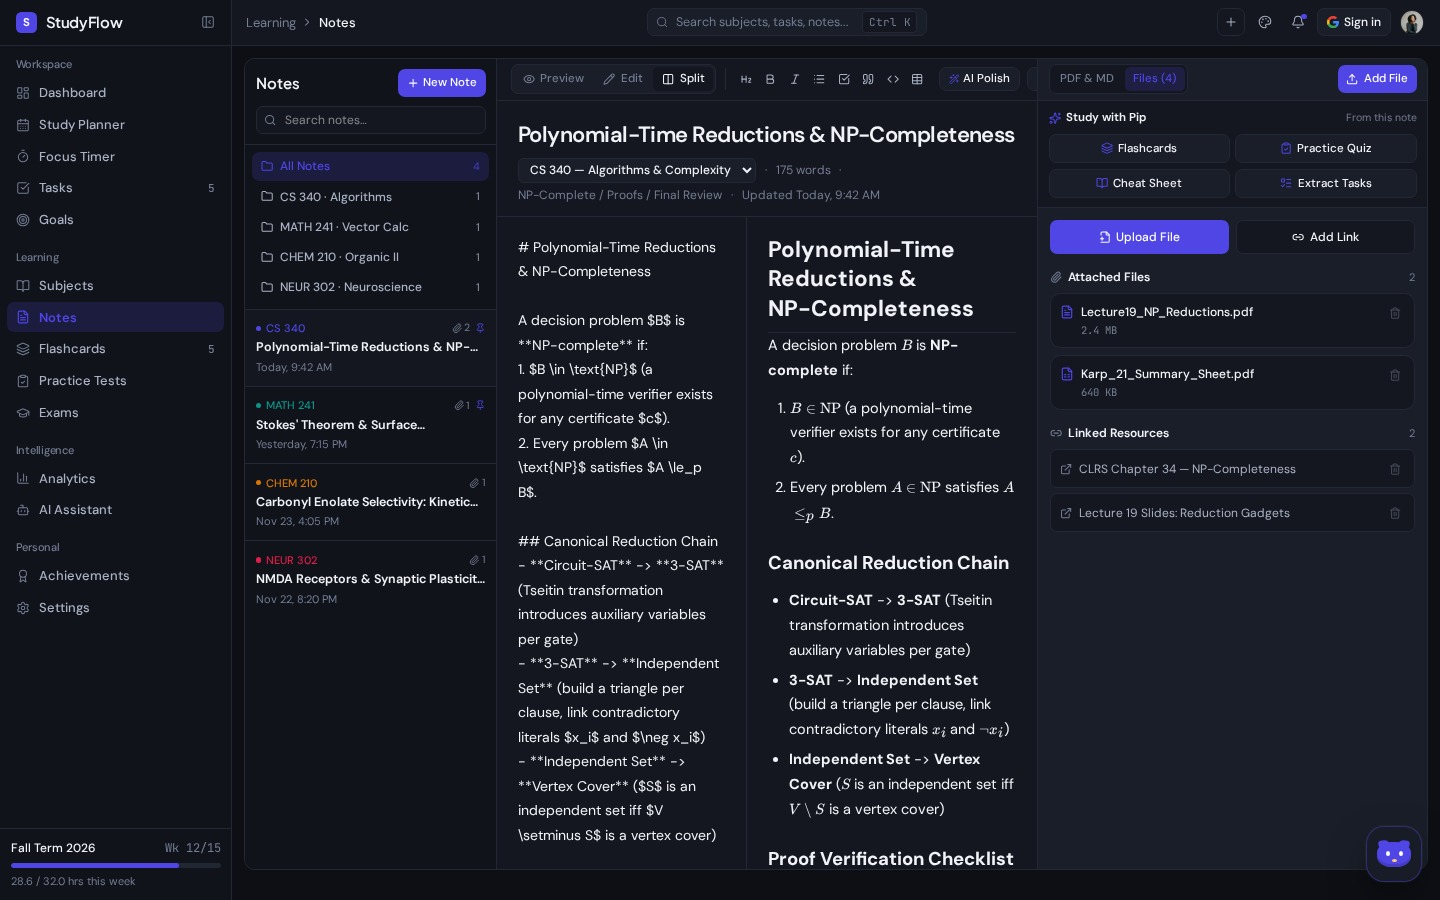 S StudyFlow
Learning > Notes
Search subjects, tasks, notes... Ctrl K
Sign in
Workspace
Dashboard
Study Planner
Focus Timer
Tasks 5
Goals
Learning
Subjects
Notes
Flashcards 5
Practice Tests
Exams
Intelligence
Analytics
AI Assistant
Personal
Achievements
Settings
Fall Term 2026 Wk 12/15
28.6 / 32.0 hrs this week
Notes
+ New Note
Search notes...
All Notes 4
CS 340 · Algorithms 1
MATH 241 · Vector Calc 1
CHEM 210 · Organic II 1
NEUR 302 · Neuroscience 1
CS 340 2
Polynomial-Time Reductions & NP-...
Today, 9:42 AM
MATH 241 1
Stokes' Theorem & Surface...
Yesterday, 7:15 PM
CHEM 210 1
Carbonyl Enolate Selectivity: Kinetic...
Nov 23, 4:05 PM
NEUR 302 1
NMDA Receptors & Synaptic Plasticit...
Nov 22, 8:20 PM
Preview Edit Split H2 B I AI Polish
Polynomial-Time Reductions & NP-Completeness
CS 340 — Algorithms & Complexity · 175 words ·
NP-Complete / Proofs / Final Review · Updated Today, 9:42 AM
# Polynomial-Time Reductions
& NP-Completeness
A decision problem $B$ is
**NP-complete** if:
1. $B \in \text{NP}$ (a
polynomial-time verifier exists
for any certificate $c$).
2. Every problem $A \in
\text{NP}$ satisfies $A \le_p
B$.
## Canonical Reduction Chain
- **Circuit-SAT** -> **3-SAT**
(Tseitin transformation
introduces auxiliary variables
per gate)
- **3-SAT** -> **Independent
Set** (build a triangle per
clause, link contradictory
literals $x_i$ and $\neg x_i$)
- **Independent Set** ->
**Vertex Cover** ($S$ is an
independent set iff $V
\setminus S$ is a vertex cover)
Polynomial-Time
Reductions &
NP-Completeness
A decision problem B is NP-
complete if:
1. B ∈ NP (a polynomial-time
verifier exists for any certificate
c).
2. Every problem A ∈ NP satisfies A
≤p B.
Canonical Reduction Chain
• Circuit-SAT -> 3-SAT (Tseitin
transformation introduces
auxiliary variables per gate)
• 3-SAT -> Independent Set
(build a triangle per clause, link
contradictory literals xi and ¬xi)
• Independent Set -> Vertex
Cover (S is an independent set iff
V \ S is a vertex cover)
Proof Verification Checklist
PDF & MD Files (4) Add File
Study with Pip From this note
Flashcards Practice Quiz
Cheat Sheet Extract Tasks
Upload File Add Link
Attached Files 2
Lecture19_NP_Reductions.pdf
2.4 MB
Karp_21_Summary_Sheet.pdf
640 KB
Linked Resources 2
CLRS Chapter 34 — NP-Completeness
Lecture 19 Slides: Reduction Gadgets